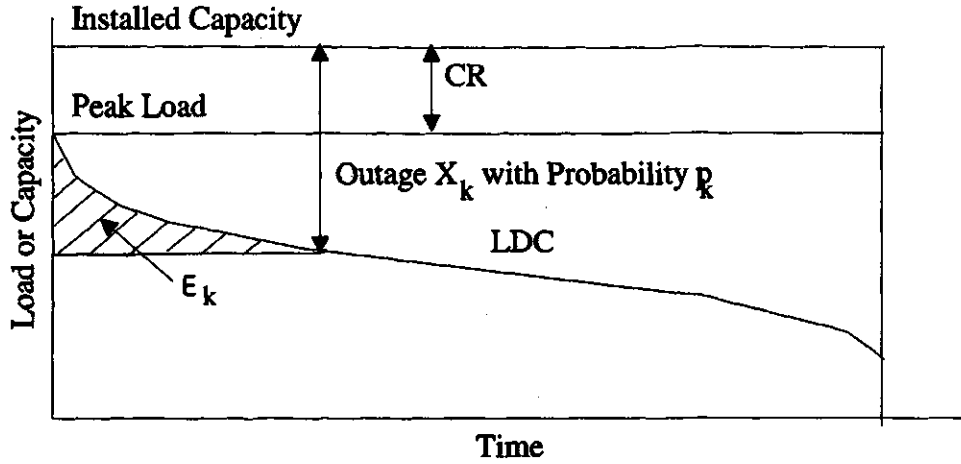 Installed Capacity
CR
Peak Load
Load or Capacity
Outage X_k with Probability p_k
LDC
E_k
Time